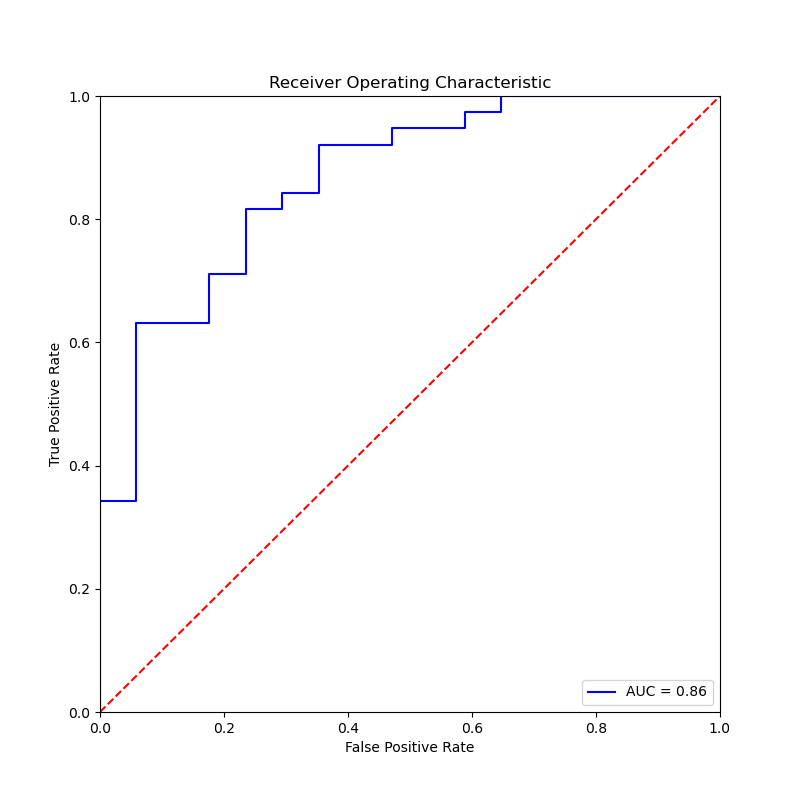 Receiver Operating Characteristic
1.0
0.8
0.6
0.4
0.2
0.0
True Positive Rate
AUC = 0.86
0.0 0.2 0.4 0.6 0.8 1.0
False Positive Rate